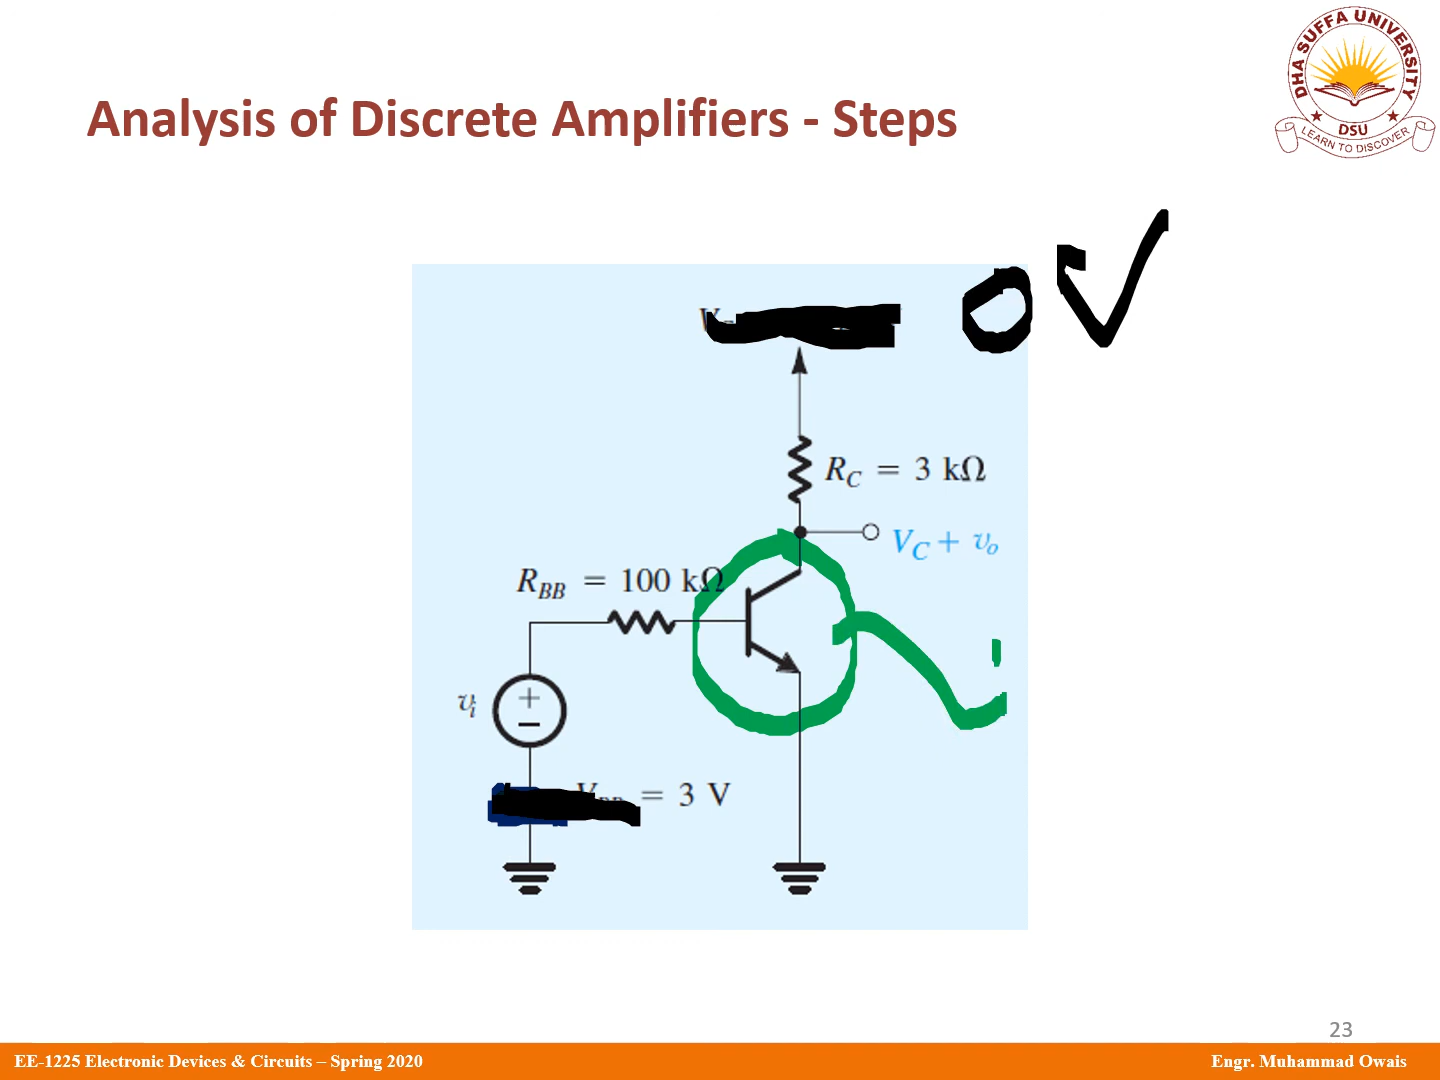 DHA SUFFA UNIVERSITY
DSU
LEARN TO DISCOVER
Analysis of Discrete Amplifiers - Steps
0V
R_C = 3 kΩ
V_C + v_o
R_BB = 100 kΩ
v_i
+
−
= 3 V
23
EE-1225 Electronic Devices & Circuits – Spring 2020
Engr. Muhammad Owais